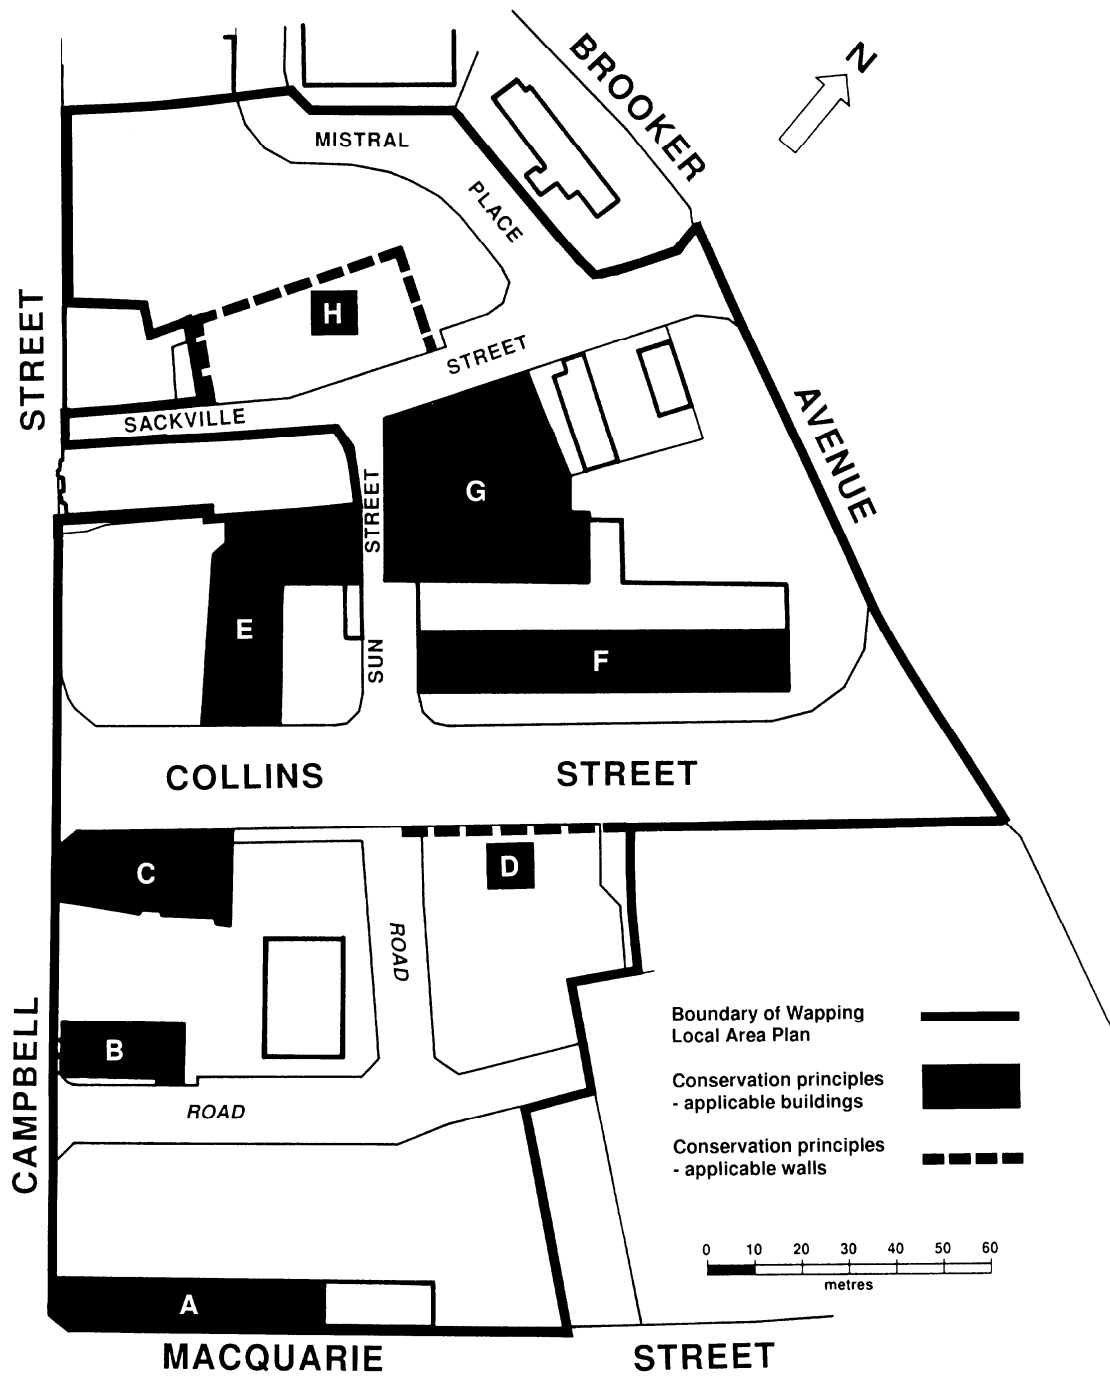 N
BROOKER
MISTRAL
PLACE
STREET
H
STREET
SACKVILLE
AVENUE
G
STREET
E
F
SUN
COLLINS STREET
C
D
ROAD
CAMPBELL
B
ROAD
Boundary of Wapping
Local Area Plan
Conservation principles
- applicable buildings
Conservation principles
- applicable walls
0 10 20 30 40 50 60
metres
A
MACQUARIE STREET